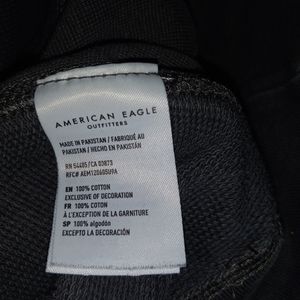 AMERICAN EAGLE
OUTFITTERS
MADE IN PAKISTAN / FABRIQUÉ AU
PAKISTAN / HECHO EN PAKISTÁN
RN 54485/CA 03873
RFC# AEM120605U9A
EN 100% COTTON
EXCLUSIVE OF DECORATION
FR 100% COTON
À L'EXCEPTION DE LA GARNITURE
SP 100% algodón
EXCEPTO LA DECORACIÓN